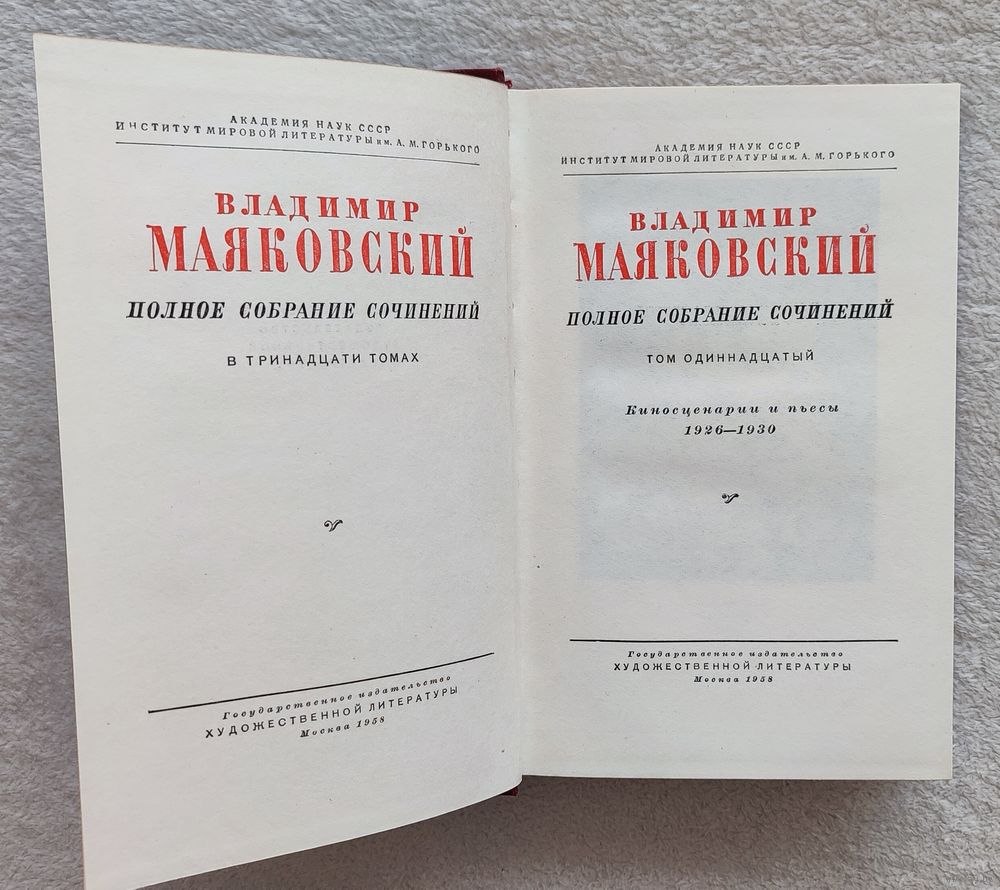 АКАДЕМИЯ НАУК СССР
ИНСТИТУТ МИРОВОЙ ЛИТЕРАТУРЫ им. А. М. ГОРЬКОГО
ВЛАДИМИР
МАЯКОВСКИЙ
ПОЛНОЕ СОБРАНИЕ СОЧИНЕНИЙ
В ТРИНАДЦАТИ ТОМАХ
Государственное издательство
ХУДОЖЕСТВЕННОЙ ЛИТЕРАТУРЫ
Москва 1958
АКАДЕМИЯ НАУК СССР
ИНСТИТУТ МИРОВОЙ ЛИТЕРАТУРЫ им. А. М. ГОРЬКОГО
ВЛАДИМИР
МАЯКОВСКИЙ
ПОЛНОЕ СОБРАНИЕ СОЧИНЕНИЙ
ТОМ ОДИННАДЦАТЫЙ
Киносценарии и пьесы
1926—1930
Государственное издательство
ХУДОЖЕСТВЕННОЙ ЛИТЕРАТУРЫ
Москва 1958